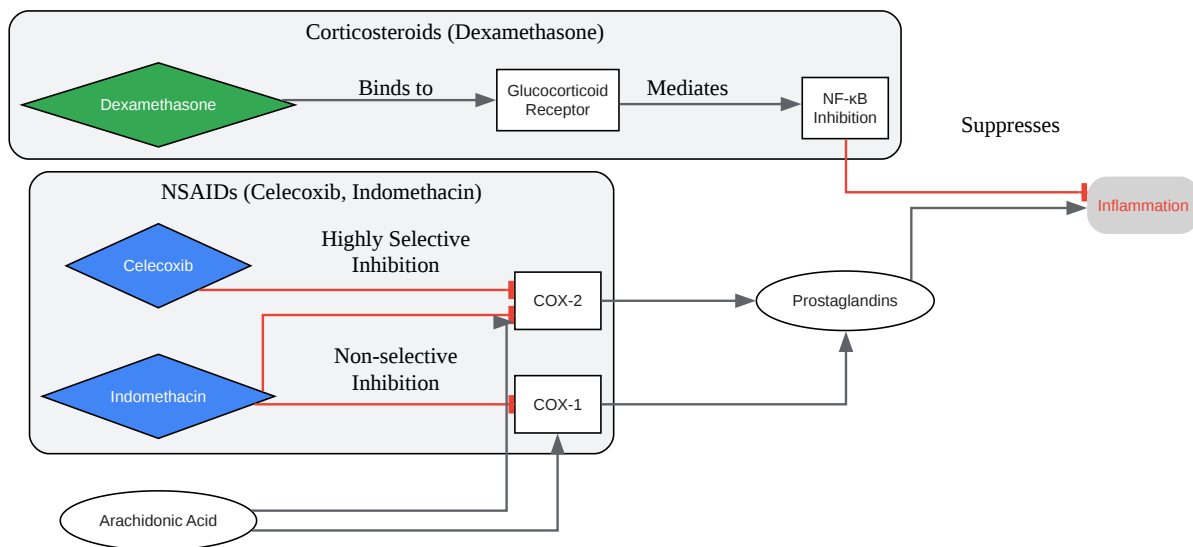 Corticosteroids (Dexamethasone)
Dexamethasone
Binds to
Glucocorticoid
Receptor
Mediates
NF-κB
Inhibition
Suppresses
Inflammation
NSAIDs (Celecoxib, Indomethacin)
Celecoxib
Highly Selective
Inhibition
COX-2
Prostaglandins
Indomethacin
Non-selective
Inhibition
COX-1
Arachidonic Acid